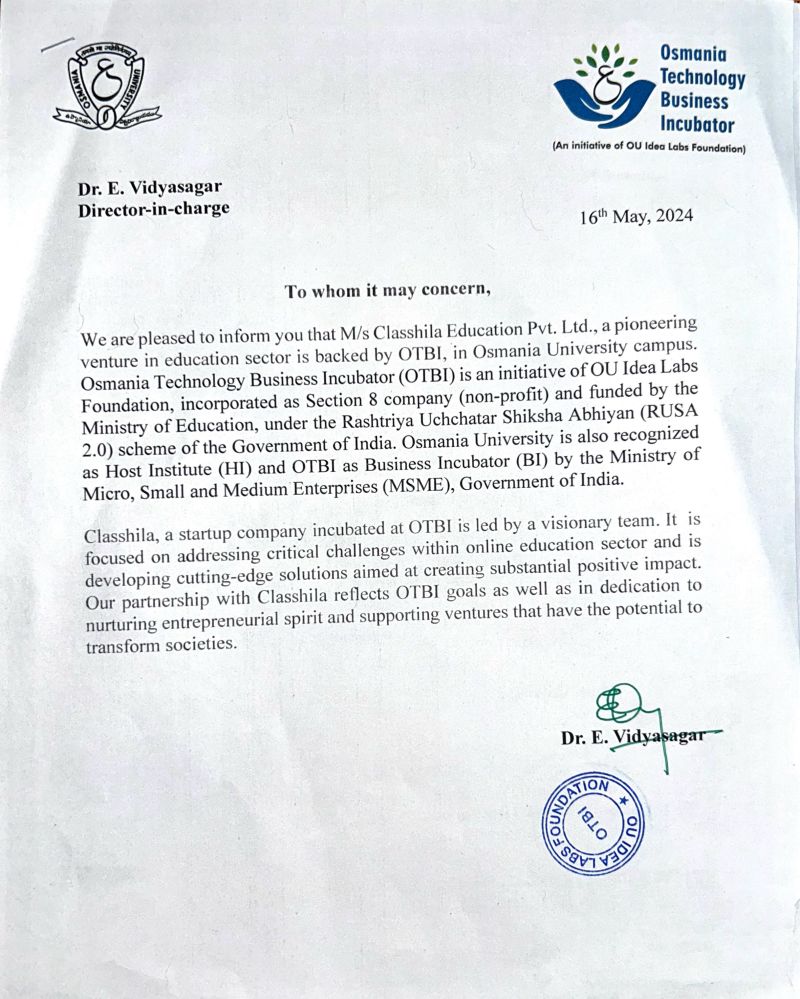 OSMANIA UNIVERSITY
Osmania
Technology
Business
Incubator
(An initiative of OU Idea Labs Foundation)
Dr. E. Vidyasagar
Director-in-charge
16th May, 2024
To whom it may concern,
We are pleased to inform you that M/s Classhila Education Pvt. Ltd., a pioneering
venture in education sector is backed by OTBI, in Osmania University campus.
Osmania Technology Business Incubator (OTBI) is an initiative of OU Idea Labs
Foundation, incorporated as Section 8 company (non-profit) and funded by the
Ministry of Education, under the Rashtriya Uchchatar Shiksha Abhiyan (RUSA
2.0) scheme of the Government of India. Osmania University is also recognized
as Host Institute (HI) and OTBI as Business Incubator (BI) by the Ministry of
Micro, Small and Medium Enterprises (MSME), Government of India.
Classhila, a startup company incubated at OTBI is led by a visionary team. It is
focused on addressing critical challenges within online education sector and is
developing cutting-edge solutions aimed at creating substantial positive impact.
Our partnership with Classhila reflects OTBI goals as well as in dedication to
nurturing entrepreneurial spirit and supporting ventures that have the potential to
transform societies.
Dr. E. Vidyasagar
OU IDEA LABS FOUNDATION
OTBI